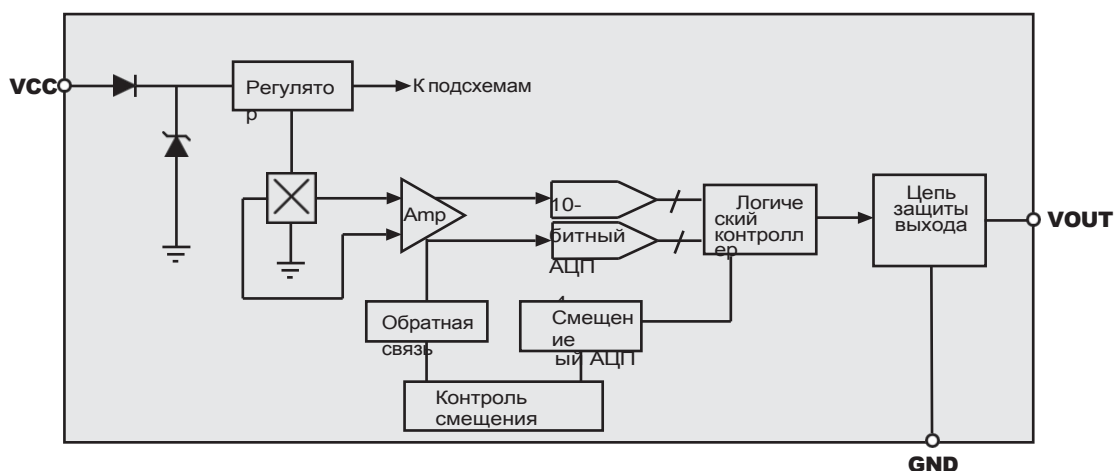 VCC
Регулято
р
К подсхемам
Amp
10-
битный
АЦП
Логиче
ский
контролл
ер
Цепь
защиты
выхода
VOUT
Обратная
связь
Смещен
ие
ый АЦП
Контроль
смещения
GND